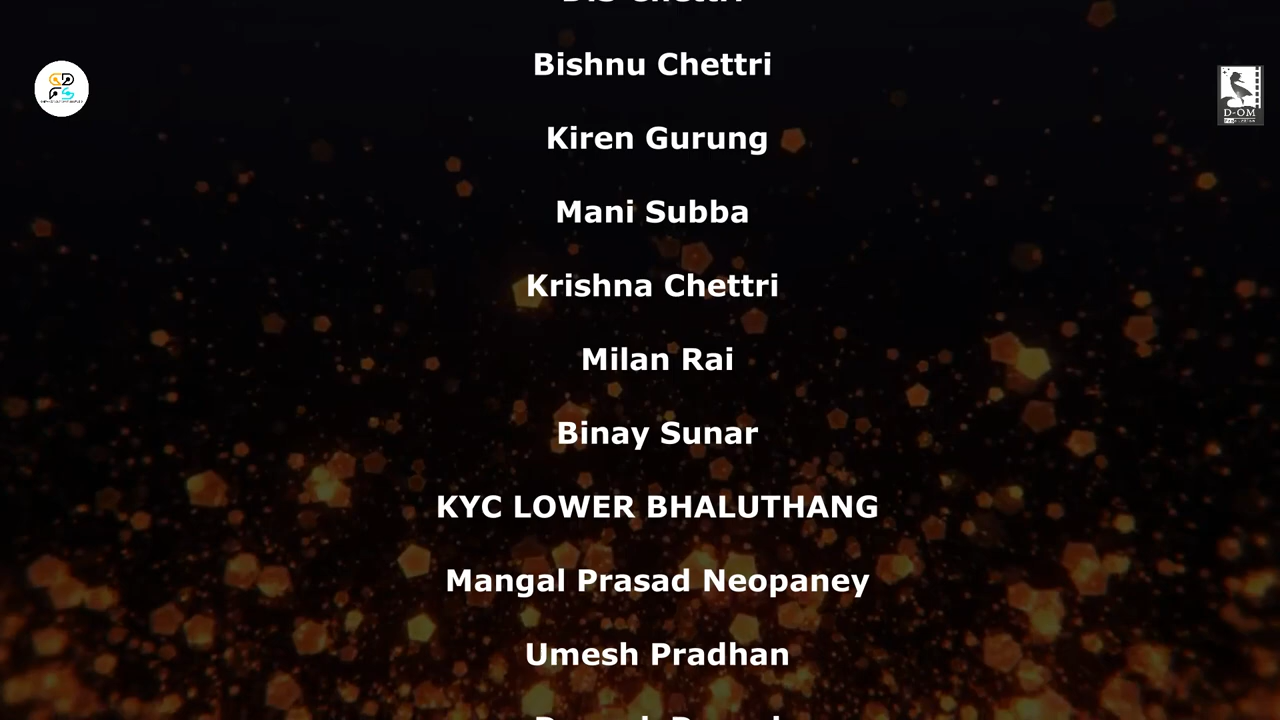 Bishnu Chettri
Kiren Gurung
Mani Subba
Krishna Chettri
Milan Rai
Binay Sunar
KYC LOWER BHALUTHANG
Mangal Prasad Neopaney
Umesh Pradhan
D-OM